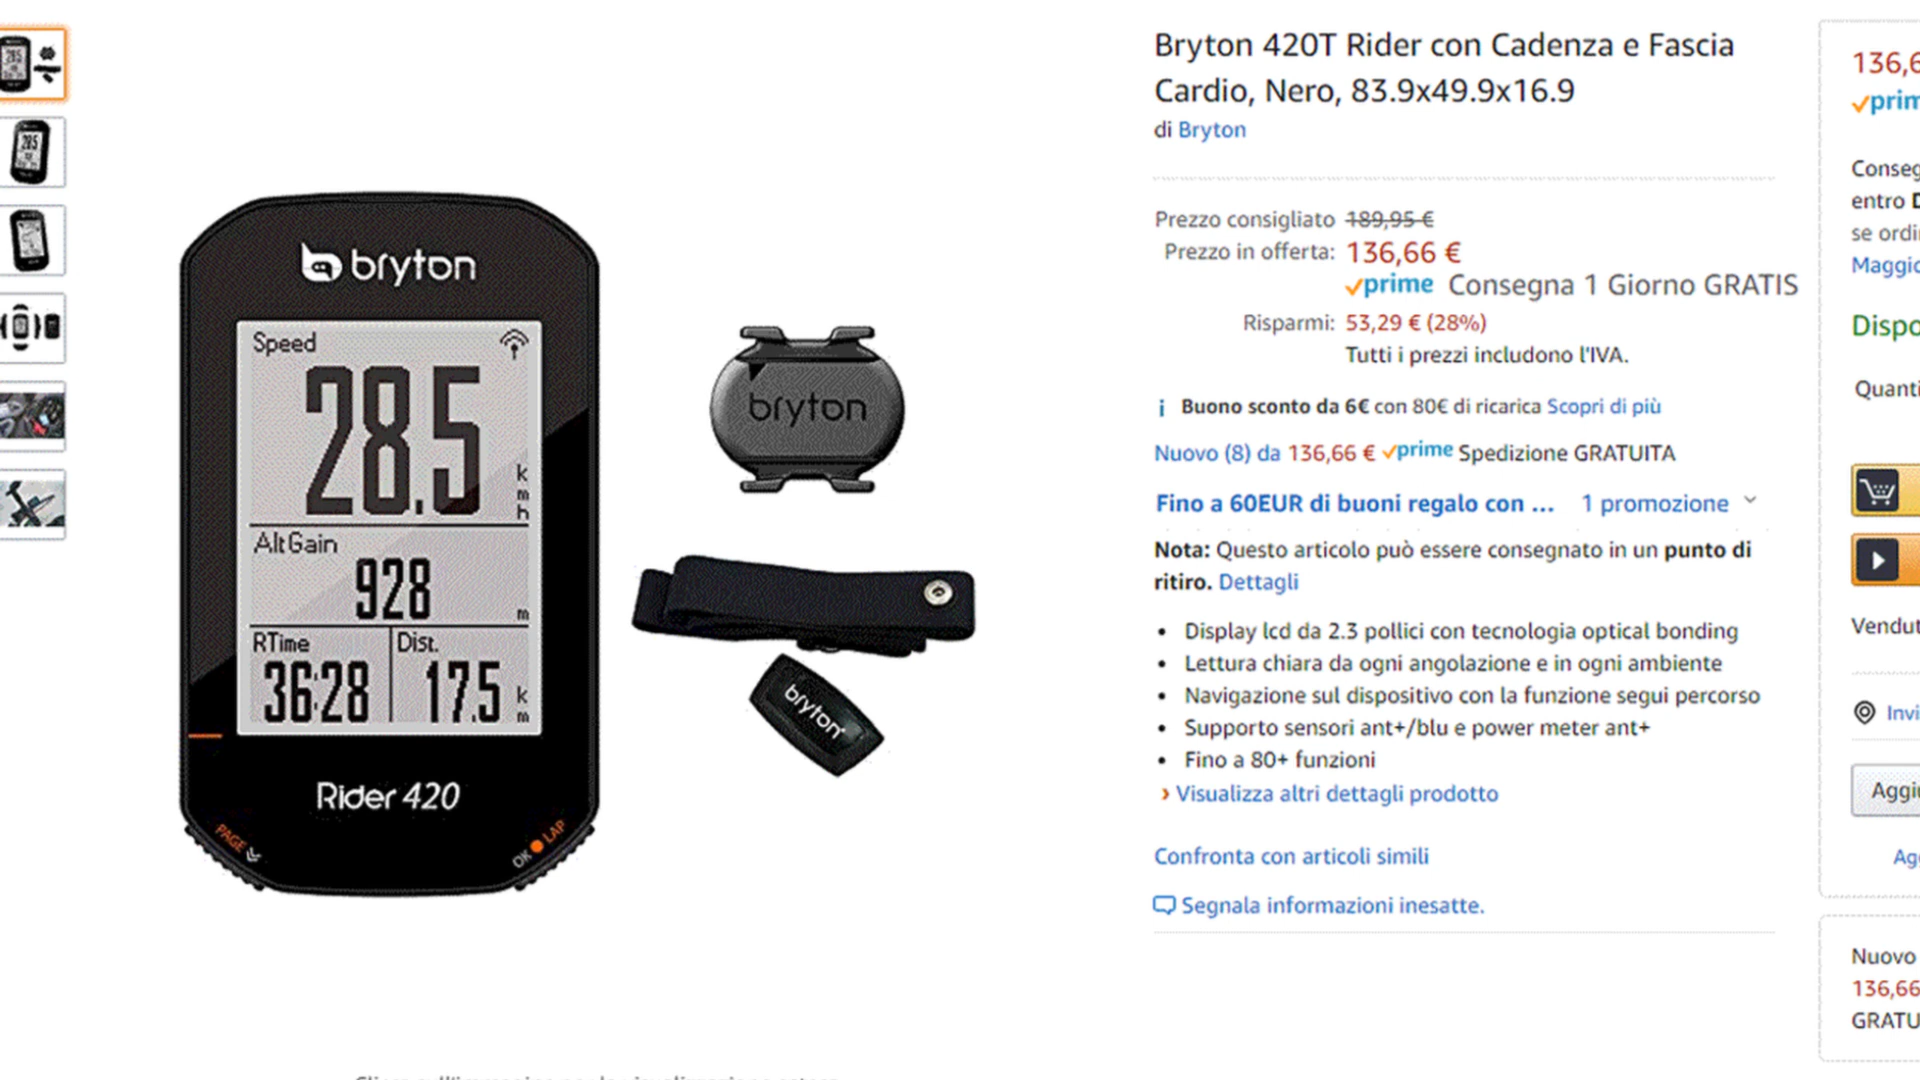 Bryton 420T Rider con Cadenza e Fascia
Cardio, Nero, 83.9x49.9x16.9
di Bryton
Prezzo consigliato 189,95 €
Prezzo in offerta: 136,66 €
prime Consegna 1 Giorno GRATIS
Risparmi: 53,29 € (28%)
Tutti i prezzi includono l'IVA.
i Buono sconto da 6€ con 80€ di ricarica Scopri di più
Nuovo (8) da 136,66 € prime Spedizione GRATUITA
Fino a 60EUR di buoni regalo con ... 1 promozione
Nota: Questo articolo può essere consegnato in un punto di
ritiro. Dettagli
• Display lcd da 2.3 pollici con tecnologia optical bonding
• Lettura chiara da ogni angolazione e in ogni ambiente
• Navigazione sul dispositivo con la funzione segui percorso
• Supporto sensori ant+/blu e power meter ant+
• Fino a 80+ funzioni
› Visualizza altri dettagli prodotto
Confronta con articoli simili
Segnala informazioni inesatte.
bryton
Speed
28.5
k
m
h
Alt Gain
928 m
RTime
36:28
Dist.
17.5 k
m
Rider 420
PAGE
OK LAP
bryton
bryton
136,6
prim
Conseg
entro D
se ordi
Maggio
Dispo
Quanti
Vendut
Invi
Aggiu
Agg
Nuovo
136,66
GRATU